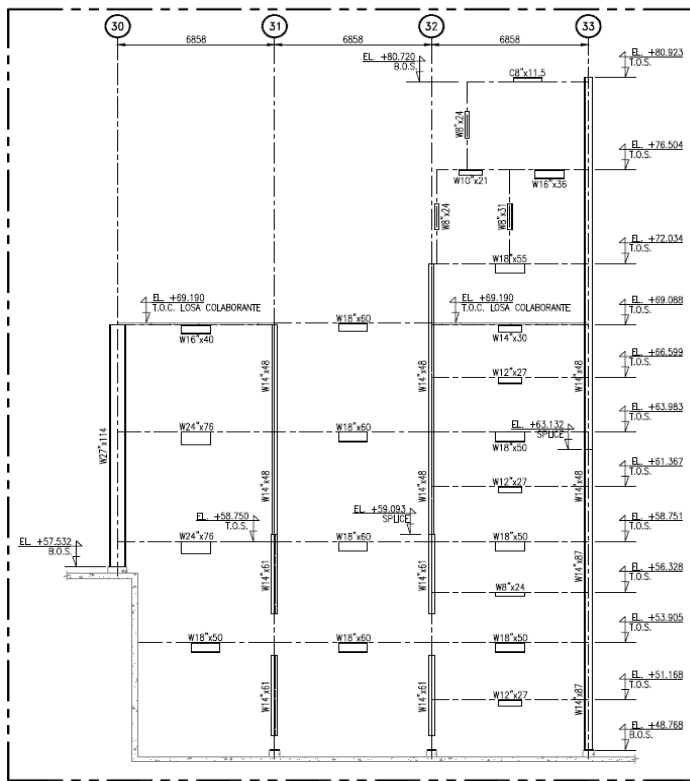 30
31
32
33
6858
6858
6858
EL. +80.720
B.O.S.
EL. +80.923
T.O.S.
C8"x11.5
W8"x24
EL. +76.504
T.O.S.
W10"x21
W16"x36
W8"x24
W8"x31
EL. +72.034
T.O.S.
W18"x55
EL. +69.190
T.O.C. LOSA COLABORANTE
W18"x60
EL. +69.190
T.O.C. LOSA COLABORANTE
EL. +69.088
T.O.S.
W16"x40
W14"x30
W14"x48
W14"x48
W14"x48
EL. +66.599
T.O.S.
W12"x27
W27"x114
W24"x76
W18"x60
EL. +63.983
T.O.S.
EL. +63.132
SPLICE
W18"x50
W14"x48
W14"x48
W14"x48
EL. +61.367
T.O.S.
W12"x27
EL. +58.750
T.O.S.
EL. +59.093
SPLICE
EL. +58.751
T.O.S.
EL. +57.532
B.O.S.
W24"x76
W18"x60
W18"x50
W14"x61
W14"x61
W14"x87
EL. +56.328
T.O.S.
W8"x24
EL. +53.905
T.O.S.
W18"x50
W18"x60
W18"x50
W14"x61
W14"x61
W14"x87
EL. +51.168
T.O.S.
W12"x27
EL. +48.768
B.O.S.